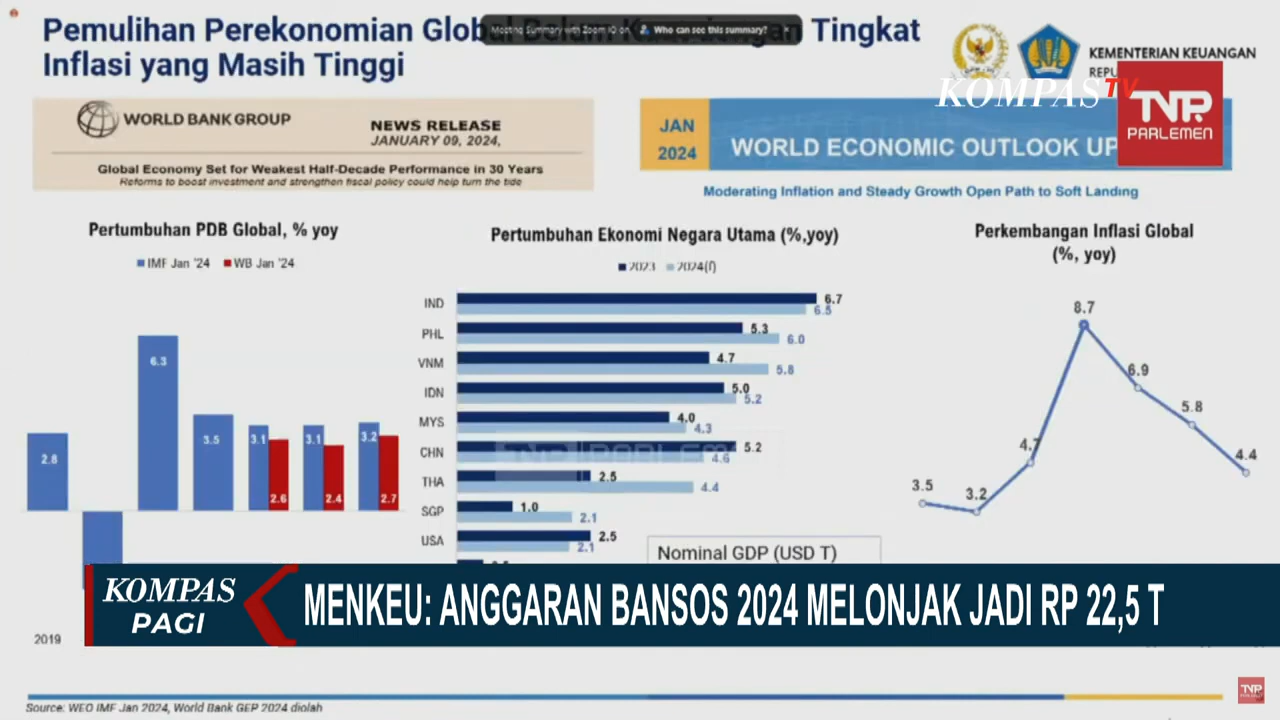 Pemulihan Perekonomian Global Dalam Tingkat
Inflasi yang Masih Tinggi
Meeting Summary with Zoom IQ on
Who can see this summary?
KEMENTERIAN KEUANGAN
KOMPAS TV
TVP
PARLEMEN
WORLD BANK GROUP
NEWS RELEASE
JANUARY 09, 2024,
Global Economy Set for Weakest Half-Decade Performance in 30 Years
Reforms to boost investment and strengthen fiscal policy could help turn the tide
JAN
2024
WORLD ECONOMIC OUTLOOK UP
Moderating Inflation and Steady Growth Open Path to Soft Landing
Pertumbuhan PDB Global, % yoy
IMF Jan '24 WB Jan '24
2.8
6.3
3.5
3.1
2.6
3.1
2.4
3.2
2.7
2019
Pertumbuhan Ekonomi Negara Utama (%,yoy)
2023 2024(f)
IND 6.7
6.5
PHL 5.3
6.0
VNM 4.7
5.8
IDN 5.0
5.2
MYS 4.0
4.3
CHN 5.2
4.6
THA 2.5
4.4
SGP 1.0
2.1
USA 2.5
2.1
Nominal GDP (USD T)
Perkembangan Inflasi Global
(%, yoy)
3.5
3.2
4.7
8.7
6.9
5.8
4.4
KOMPAS
PAGI
MENKEU: ANGGARAN BANSOS 2024 MELONJAK JADI RP 22,5 T
Source: WEO IMF Jan 2024, World Bank GEP 2024 diolah